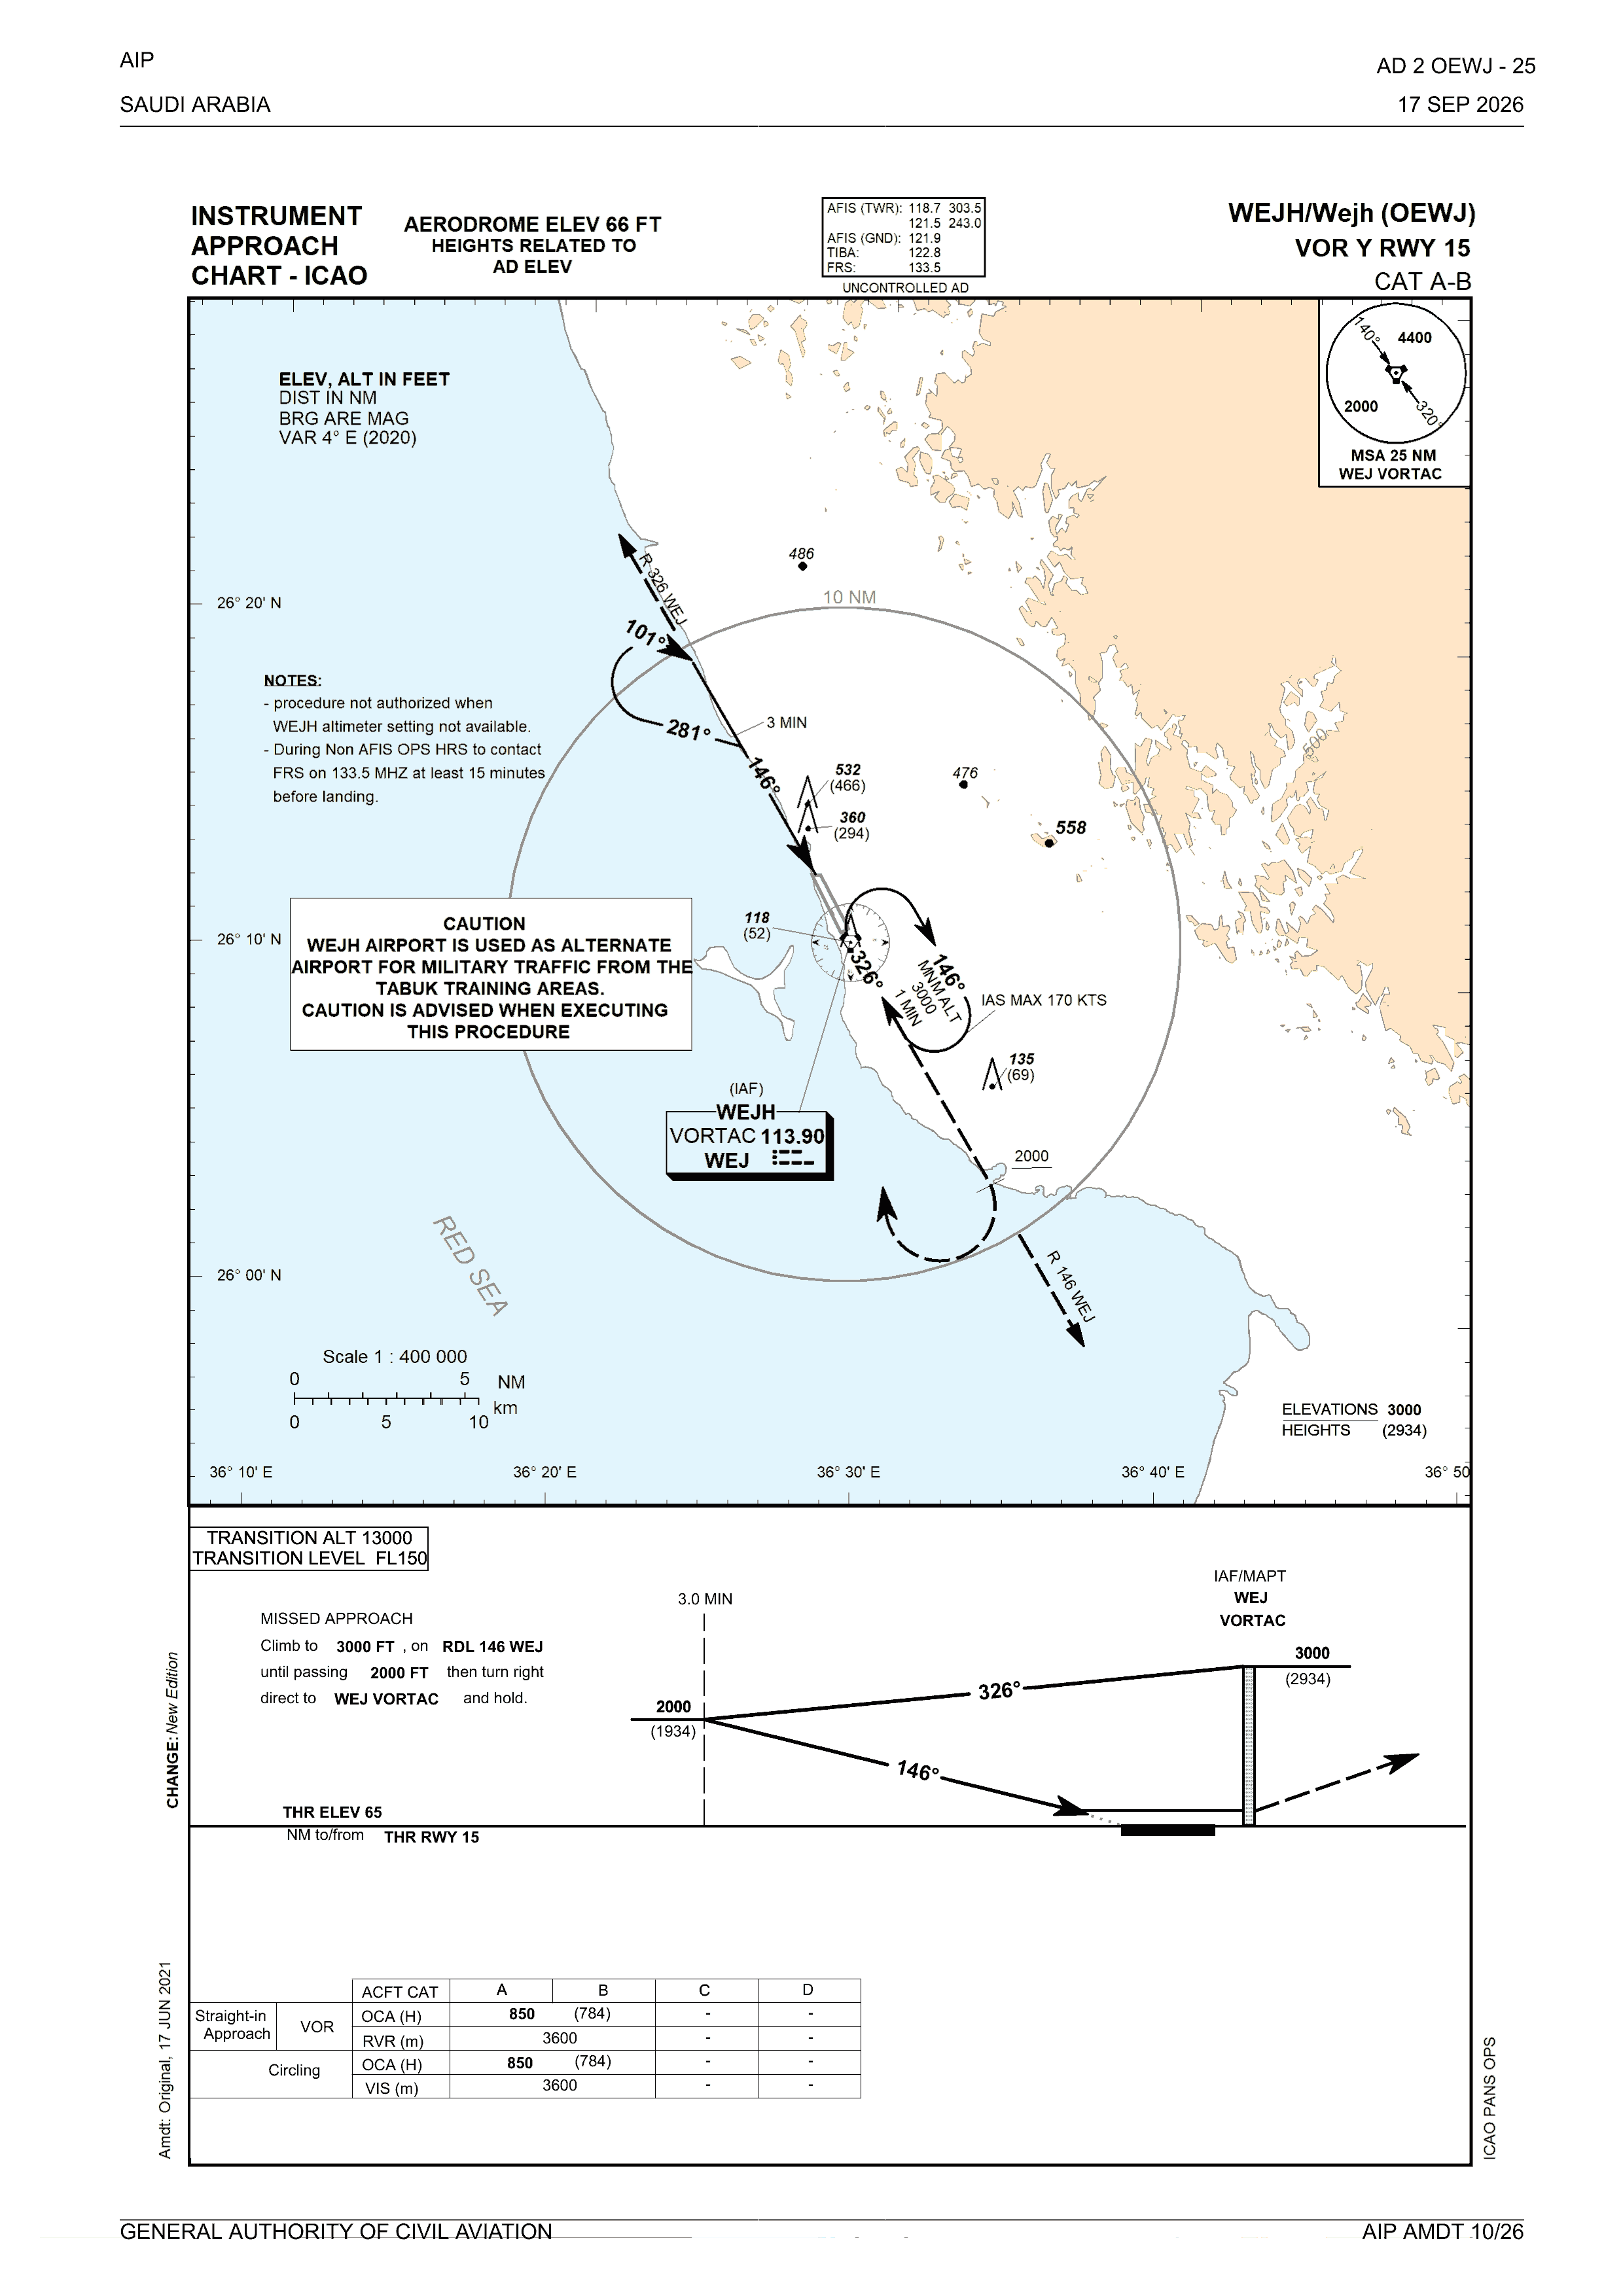 AIP
AD 2 OEWJ - 25
SAUDI ARABIA
17 SEP 2026
INSTRUMENT
APPROACH
CHART - ICAO
AERODROME ELEV 66 FT
HEIGHTS RELATED TO
AD ELEV
AFIS (TWR): 118.7 303.5
121.5 243.0
AFIS (GND): 121.9
TIBA: 122.8
FRS: 133.5
UNCONTROLLED AD
WEJH/Wejh (OEWJ)
VOR Y RWY 15
CAT A-B
140°
4400
2000
320°
MSA 25 NM
WEJ VORTAC
ELEV, ALT IN FEET
DIST IN NM
BRG ARE MAG
VAR 4° E (2020)
486
R 326 WEJ
10 NM
26° 20' N
101°
NOTES:
- procedure not authorized when
WEJH altimeter setting not available.
- During Non AFIS OPS HRS to contact
FRS on 133.5 MHZ at least 15 minutes
before landing.
281°
3 MIN
146°
500
532
(466)
476
360
(294)
558
118
(52)
26° 10' N
CAUTION
WEJH AIRPORT IS USED AS ALTERNATE
AIRPORT FOR MILITARY TRAFFIC FROM THE
TABUK TRAINING AREAS.
CAUTION IS ADVISED WHEN EXECUTING
THIS PROCEDURE
326°
146°
MNM ALT
3000
1 MIN
IAS MAX 170 KTS
135
(69)
(IAF)
WEJH
VORTAC 113.90
WEJ
2000
RED SEA
26° 00' N
R 146 WEJ
Scale 1 : 400 000
0 5 NM
km
0 5 10
ELEVATIONS 3000
HEIGHTS (2934)
36° 10' E
36° 20' E
36° 30' E
36° 40' E
36° 50
TRANSITION ALT 13000
TRANSITION LEVEL FL150
MISSED APPROACH
Climb to 3000 FT , on RDL 146 WEJ
until passing 2000 FT then turn right
direct to WEJ VORTAC and hold.
3.0 MIN
IAF/MAPT
WEJ
VORTAC
3000
(2934)
326°
2000
(1934)
146°
THR ELEV 65
NM to/from THR RWY 15
CHANGE: New Edition
Amdt: Original, 17 JUN 2021
ACFT CAT A B C D
Straight-in Approach VOR OCA (H) 850 (784) - -
RVR (m) 3600 - -
Circling OCA (H) 850 (784) - -
VIS (m) 3600 - -
ICAO PANS OPS
GENERAL AUTHORITY OF CIVIL AVIATION
AIP AMDT 10/26